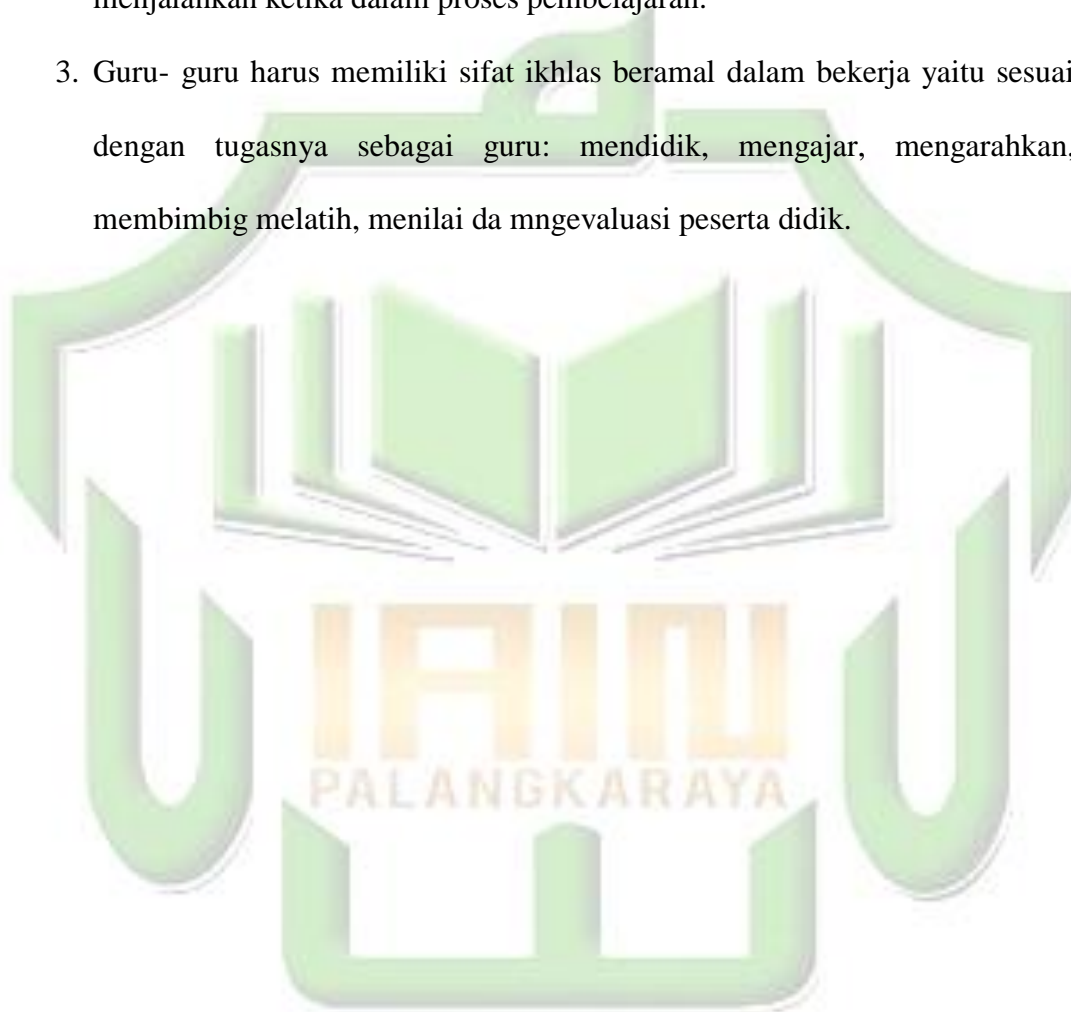 menjalankan ketika dalam proses pembelajaran.
3. Guru- guru harus memiliki sifat ikhlas beramal dalam bekerja yaitu sesuai
dengan tugasnya sebagai guru: mendidik, mengajar, mengarahkan,
membimbig melatih, menilai da mngevaluasi peserta didik.
IAIN
PALANGKARAYA